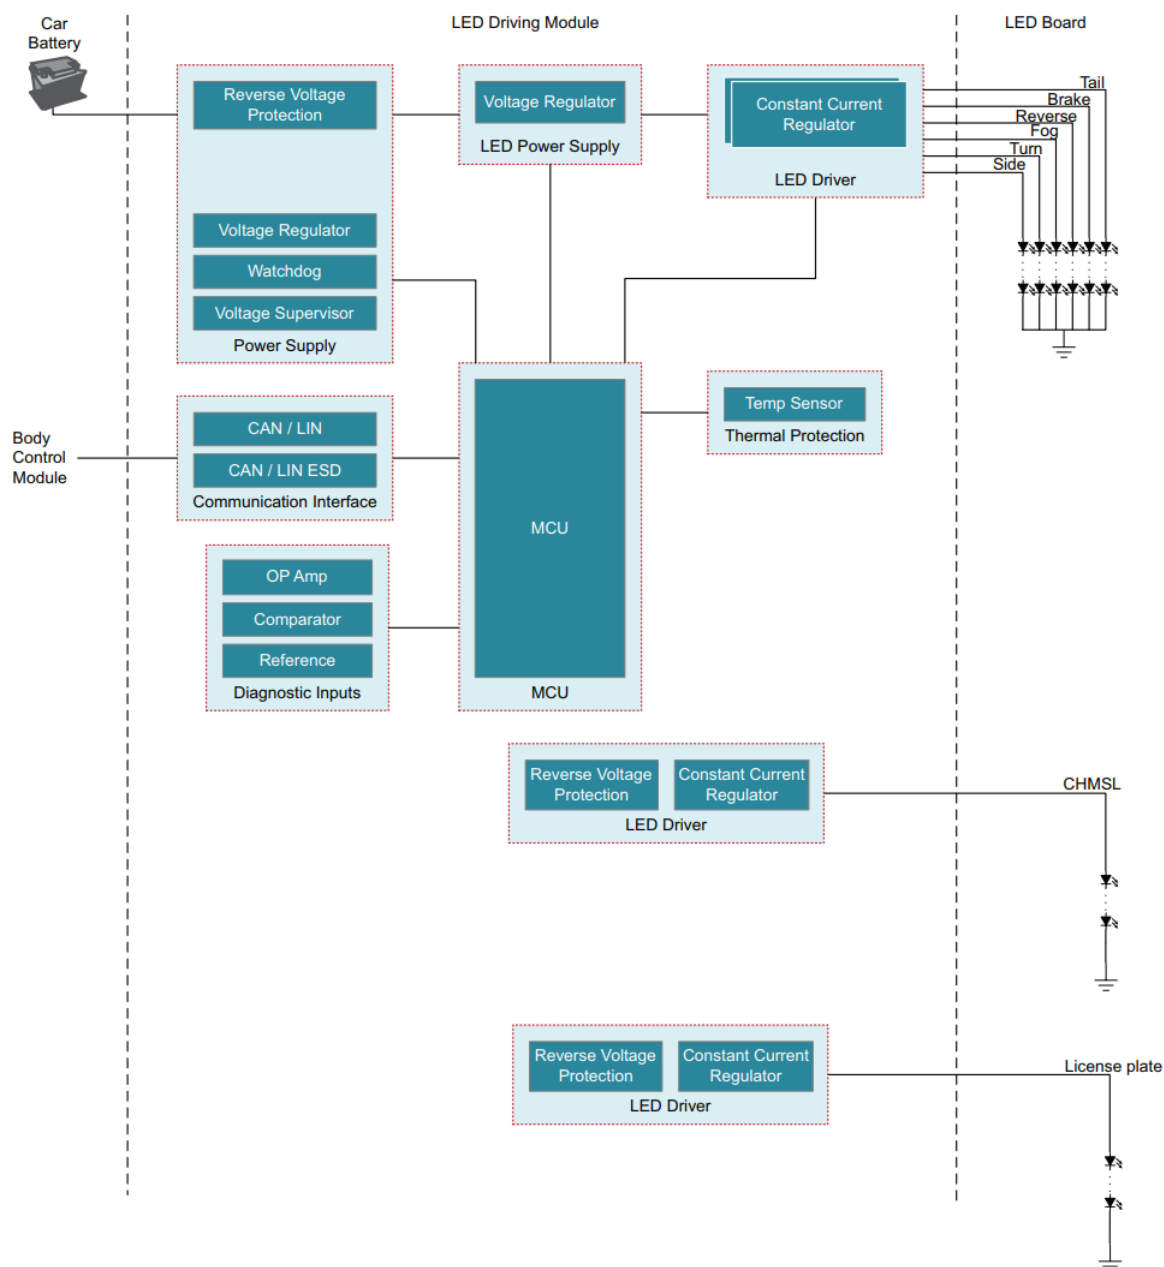 Car
Battery
LED Driving Module
LED Board
Reverse Voltage
Protection
Voltage Regulator
LED Power Supply
Constant Current
Regulator
LED Driver
Tail
Brake
Reverse
Fog
Turn
Side
Voltage Regulator
Watchdog
Voltage Supervisor
Power Supply
Body
Control
Module
CAN / LIN
CAN / LIN ESD
Communication Interface
MCU
MCU
Temp Sensor
Thermal Protection
OP Amp
Comparator
Reference
Diagnostic Inputs
Reverse Voltage
Protection
Constant Current
Regulator
LED Driver
CHMSL
Reverse Voltage
Protection
Constant Current
Regulator
LED Driver
License plate